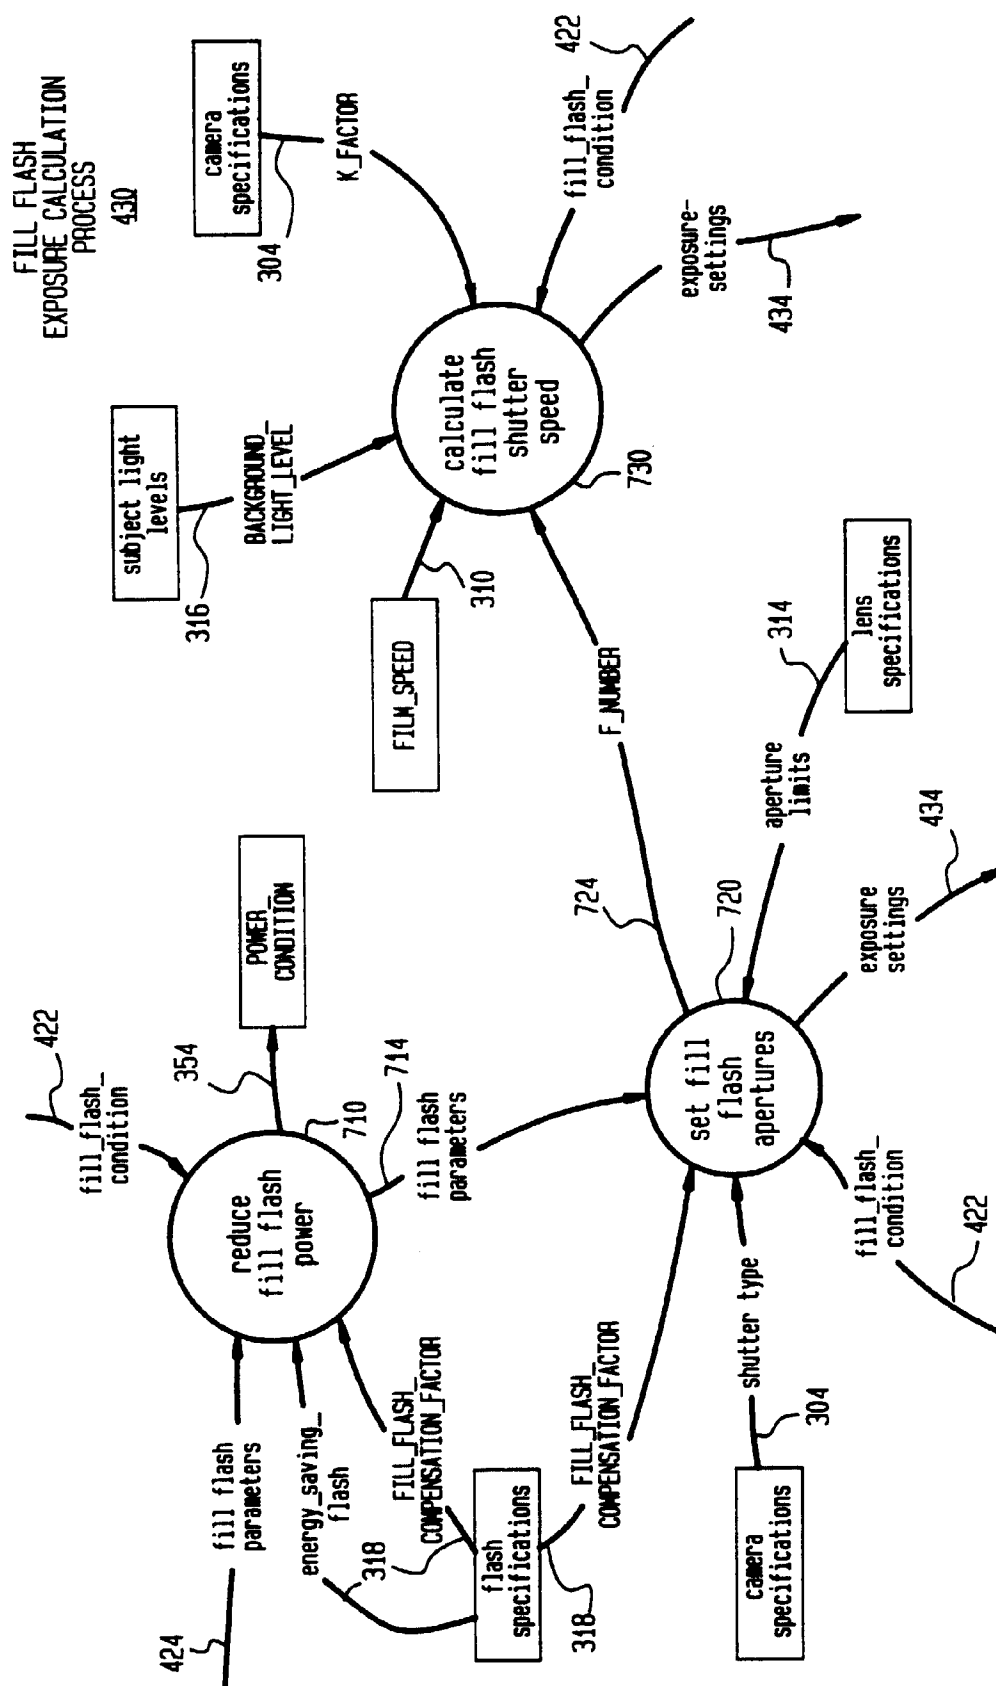 FILL FLASH
EXPOSURE CALCULATION
PROCESS
430
424
fill flash
parameters
422
fill_flash_
condition
reduce
fill flash
power
710
354
POWER_
CONDITION
energy_saving_
flash
318
FILL_FLASH_
COMPENSATION_FACTOR
flash
specifications
318
FILL_FLASH_
COMPENSATION_FACTOR
714
fill flash
parameters
camera
specifications
304
shutter type
set fill
flash
apertures
720
422
fill_flash_
condition
exposure
settings
434
aperture
limits
314
lens
specifications
724
F_NUMBER
FILM_SPEED
310
subject light
levels
316
BACKGROUND_
LIGHT_LEVEL
camera
specifications
304
K_FACTOR
calculate
fill flash
shutter
speed
730
fill_flash_
condition
422
exposure-
settings
434